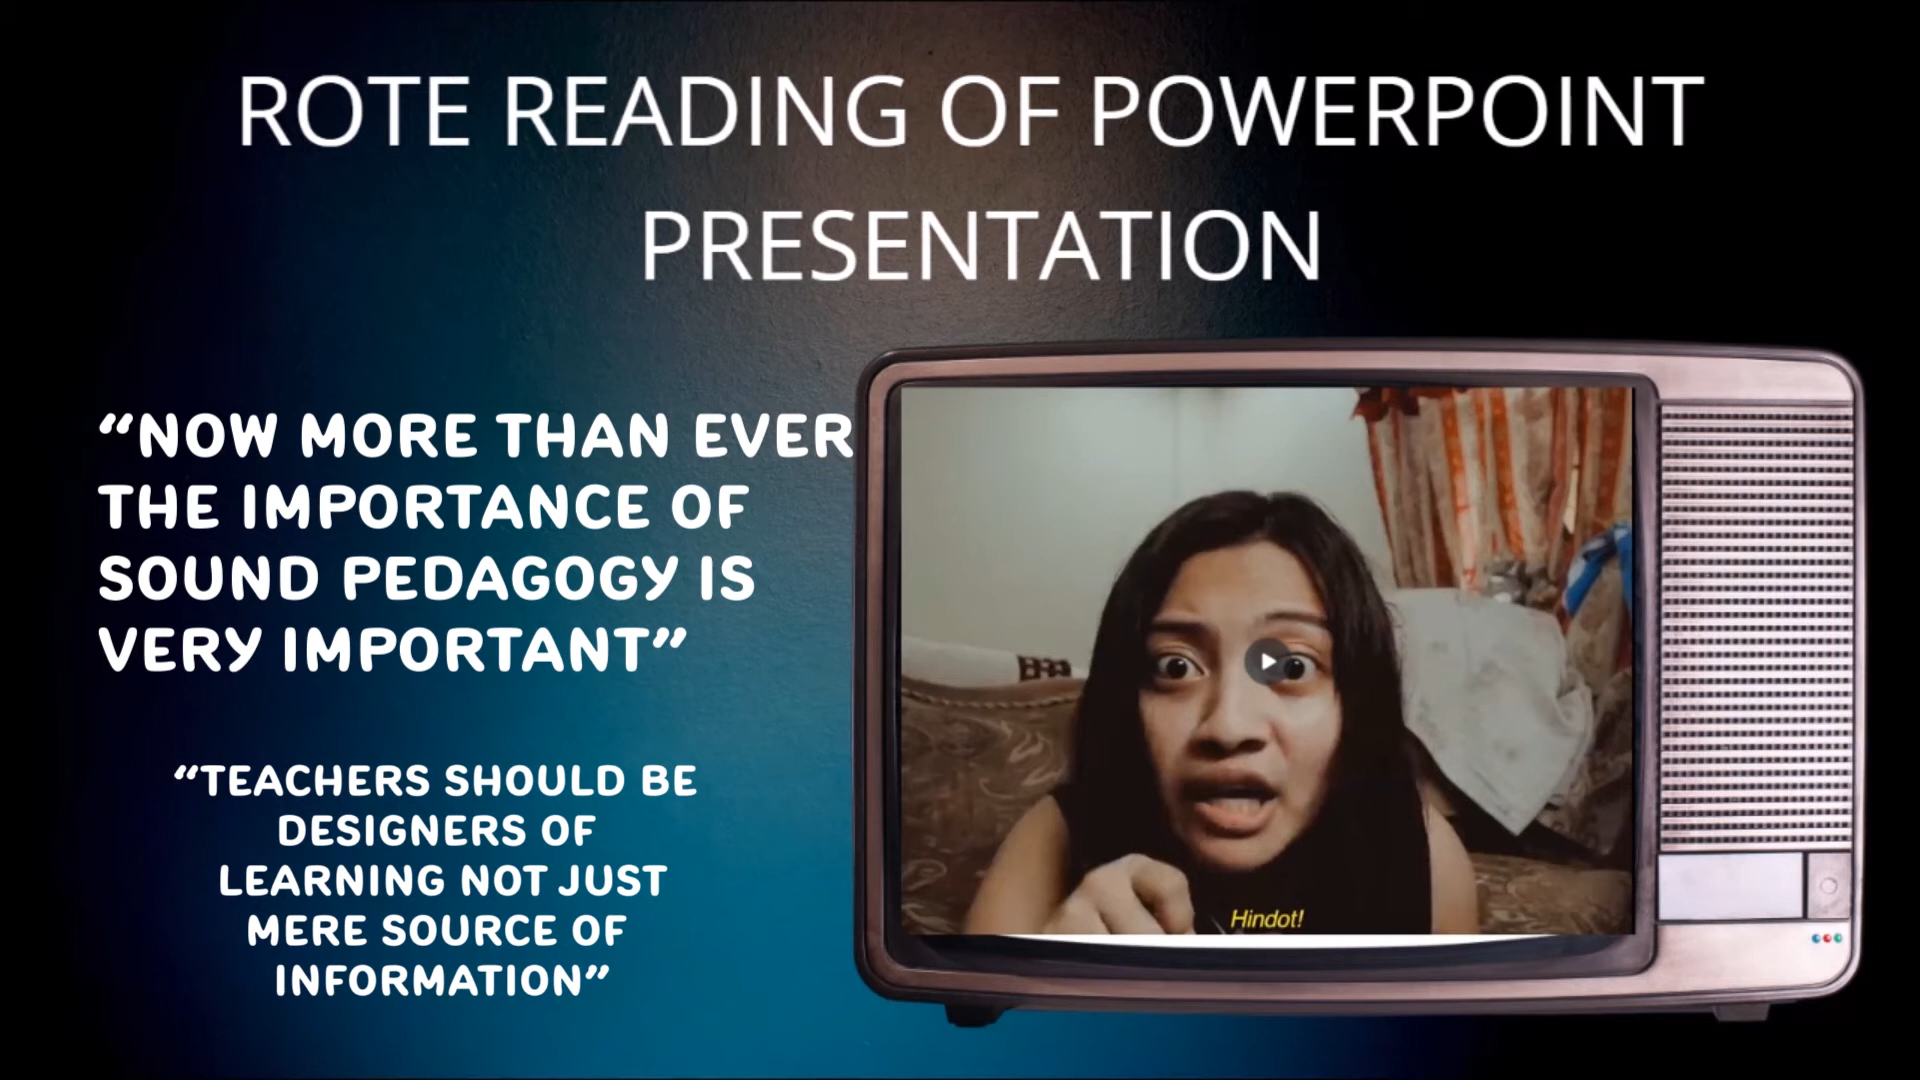 ROTE READING OF POWERPOINT
PRESENTATION
“NOW MORE THAN EVER
THE IMPORTANCE OF
SOUND PEDAGOGY IS
VERY IMPORTANT”
“TEACHERS SHOULD BE
DESIGNERS OF
LEARNING NOT JUST
MERE SOURCE OF
INFORMATION”
Hindot!